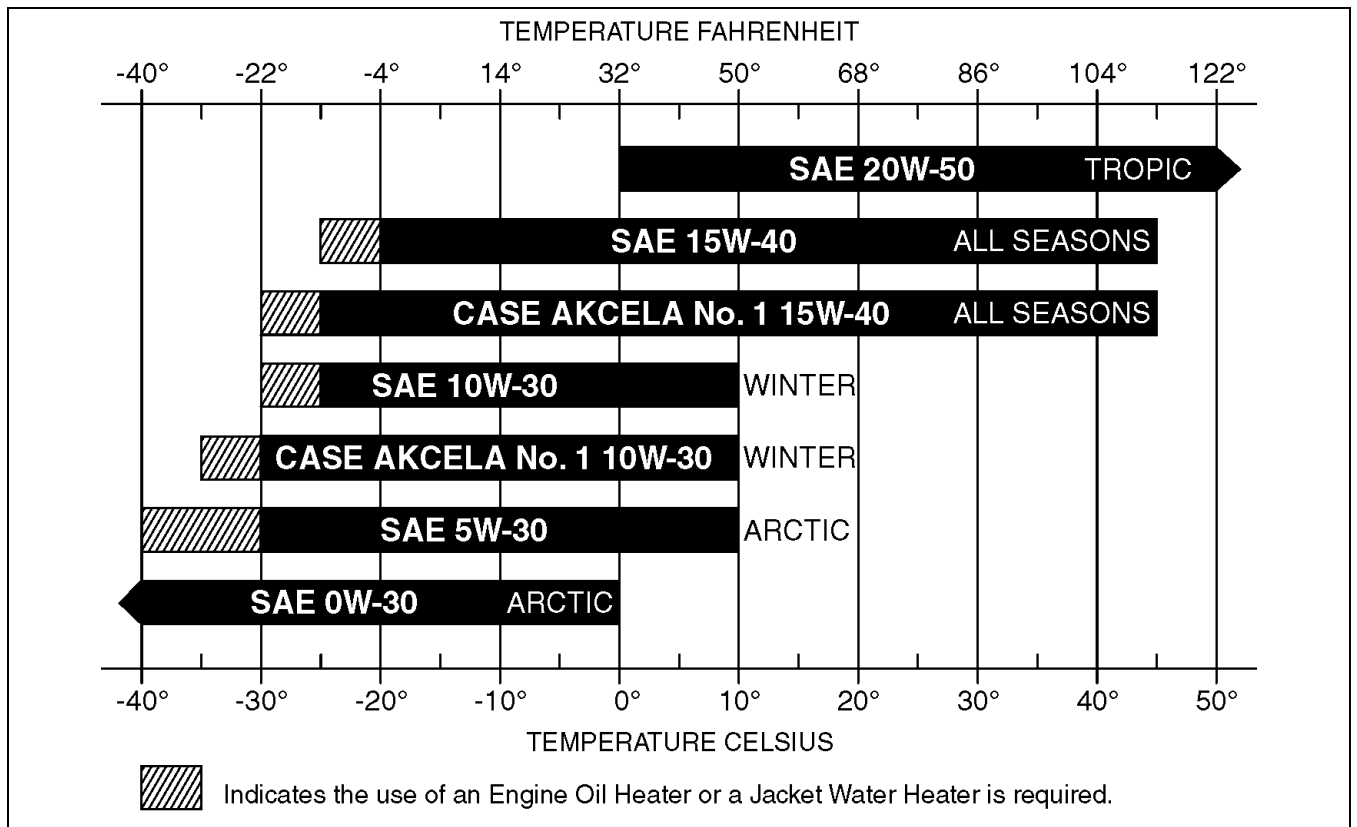 TEMPERATURE FAHRENHEIT
-40° -22° -4° 14° 32° 50° 68° 86° 104° 122°
SAE 20W-50 TROPIC
SAE 15W-40 ALL SEASONS
CASE AKCELA No. 1 15W-40 ALL SEASONS
SAE 10W-30 WINTER
CASE AKCELA No. 1 10W-30 WINTER
SAE 5W-30 ARCTIC
SAE 0W-30 ARCTIC
-40° -30° -20° -10° 0° 10° 20° 30° 40° 50°
TEMPERATURE CELSIUS
Indicates the use of an Engine Oil Heater or a Jacket Water Heater is required.